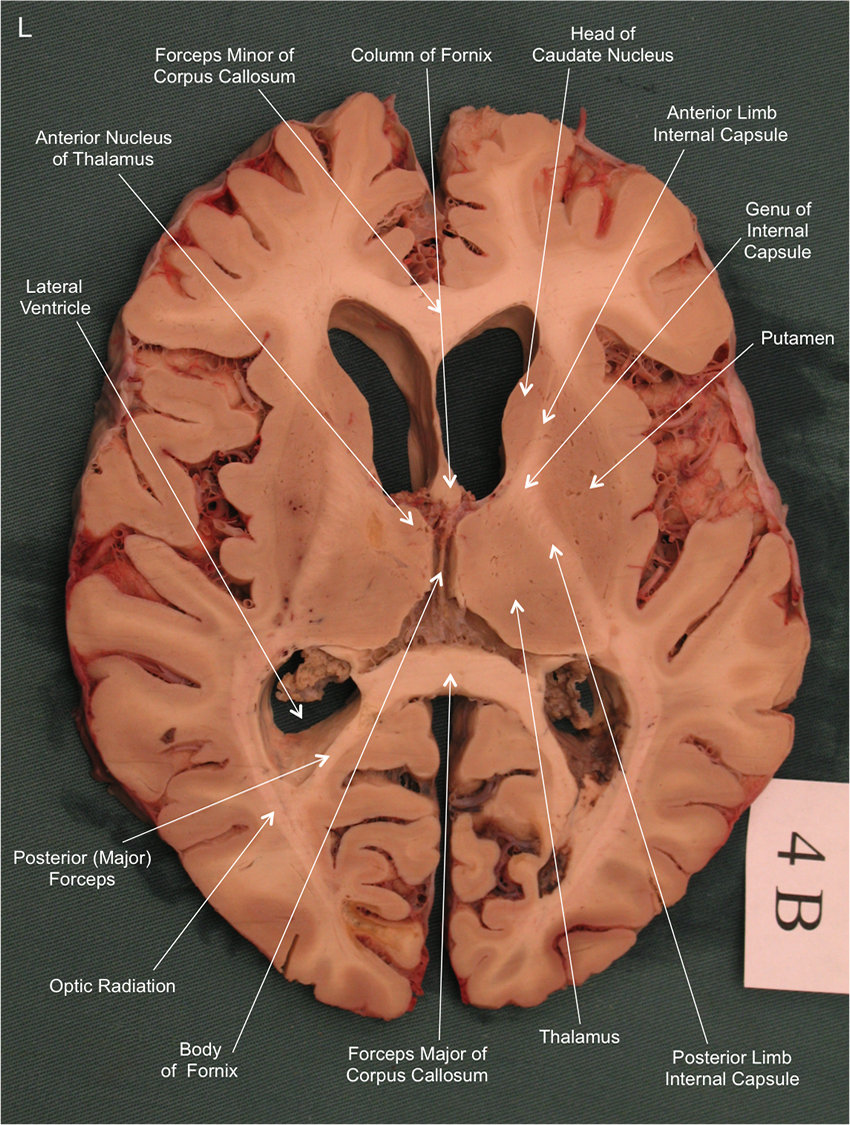 L
Forceps Minor of
Corpus Callosum
Column of Fornix
Head of
Caudate Nucleus
Anterior Nucleus
of Thalamus
Anterior Limb
Internal Capsule
Genu of
Internal
Capsule
Lateral
Ventricle
Putamen
Posterior (Major)
Forceps
4B
Optic Radiation
Body
of Fornix
Forceps Major of
Corpus Callosum
Thalamus
Posterior Limb
Internal Capsule